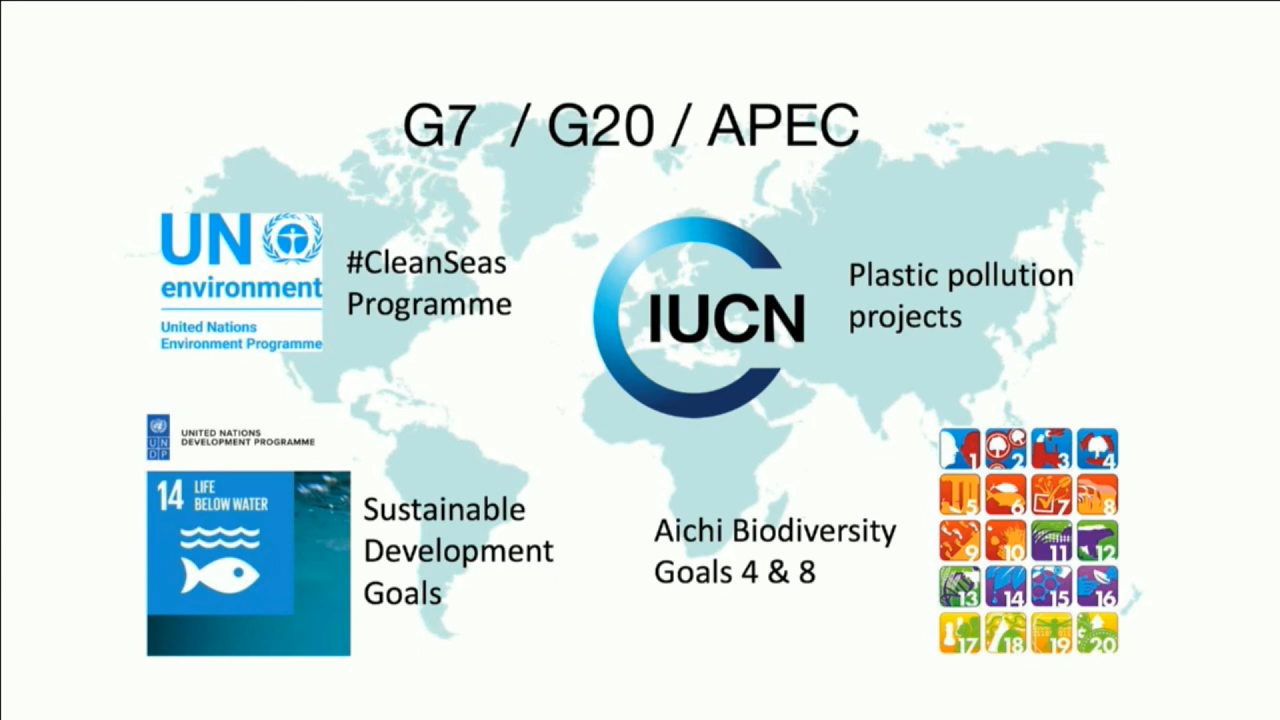 G7 / G20 / APEC
UN
environment
United Nations
Environment Programme
#CleanSeas
Programme
IUCN
Plastic pollution
projects
UN
DP
UNITED NATIONS
DEVELOPMENT PROGRAMME
14 LIFE
BELOW WATER
Sustainable
Development
Goals
Aichi Biodiversity
Goals 4 & 8
1 2 3 4
5 6 7 8
9 10 11 12
13 14 15 16
17 18 19 20